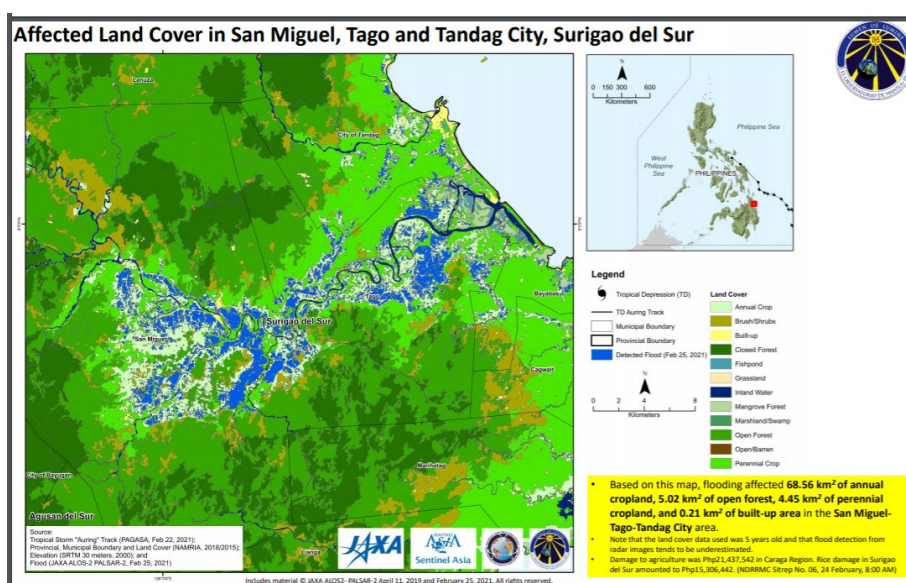 Affected Land Cover in San Miguel, Tago and Tandag City, Surigao del Sur
Lanuza
City of Tandag
Tago
Bayabas
Surigao del Sur
San Miguel
Cagwait
Marihatag
City of Bayugan
Agusan del Sur
Lianga
Source:
Tropical Storm "Auring" Track (PAGASA, Feb 22, 2021);
Provincial, Municipal Boundary and Land Cover (NAMRIA. 2018/2015);
Elevation (SRTM 30 meters, 2000); and
Flood (JAXA ALOS-2 PALSAR-2, Feb 25, 2021)
JAXA
Sentinel Asia
Includes material © JAXA ALOS2- PALSAR-2 April 11, 2019 and February 25, 2021. All rights reserved.
N
0 150 300 600
Kilometers
Philippine Sea
West
Philippine
Sea
PHILIPPINES
Legend
Tropical Depression (TD)
TD Auring Track
Municipal Boundary
Provincial Boundary
Detected Flood (Feb 25, 2021)
N
0 2 4 8
Kilometers
Land Cover
Annual Crop
Brush/Shrubs
Built-up
Closed Forest
Fishpond
Grassland
Inland Water
Mangrove Forest
Marshland/Swamp
Open Forest
Open/Barren
Perennial Crop
• Based on this map, flooding affected 68.56 km² of annual
cropland, 5.02 km² of open forest, 4.45 km² of perennial
cropland, and 0.21 km² of built-up area in the San Miguel-
Tago-Tandag City area.
• Note that the land cover data used was 5 years old and that flood detection from
radar images tends to be underestimated.
• Damage to agriculture was Php21,437,542 in Caraga Region. Rice damage in Surigao
del Sur amounted to Php15,306,442. (NDRRMC Sitrep No. 06, 24 February, 8:00 AM)